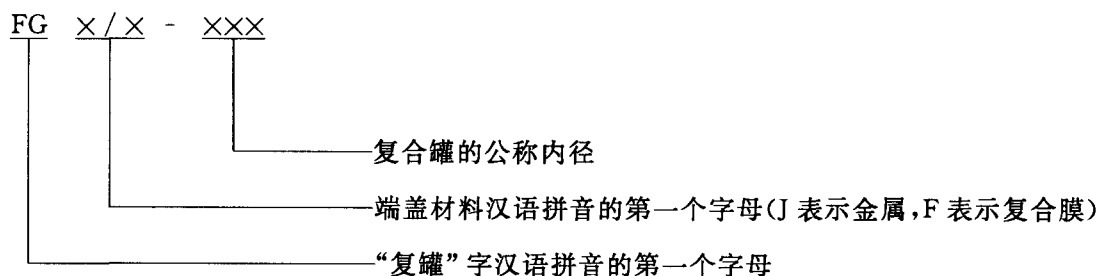 FG ×/× - ×××
复合罐的公称内径
端盖材料汉语拼音的第一个字母(J 表示金属,F 表示复合膜)
“复罐”字汉语拼音的第一个字母